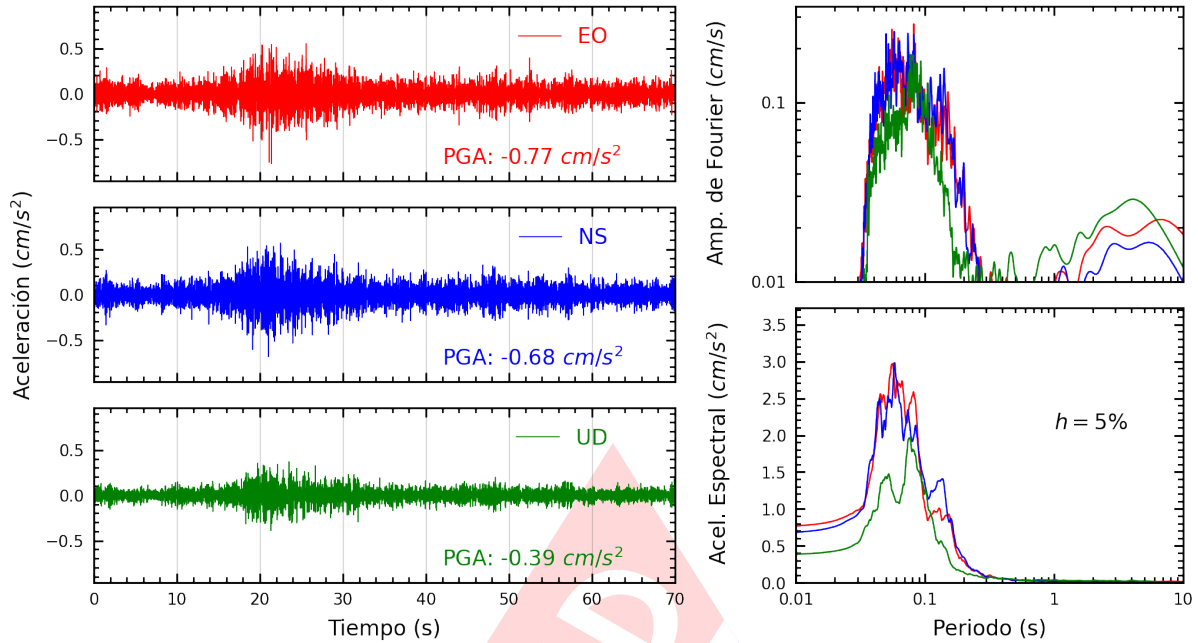 Aceleración (cm/s²)
0.5
0.0
−0.5
EO
PGA: -0.77 cm/s²
0.5
0.0
−0.5
NS
PGA: -0.68 cm/s²
0.5
0.0
−0.5
UD
PGA: -0.39 cm/s²
0 10 20 30 40 50 60 70
Tiempo (s)
Amp. de Fourier (cm/s)
0.1
0.01
Acel. Espectral (cm/s²)
3.5
3.0
2.5
2.0
1.5
1.0
0.5
0.0
h = 5%
0.01 0.1 1 10
Periodo (s)